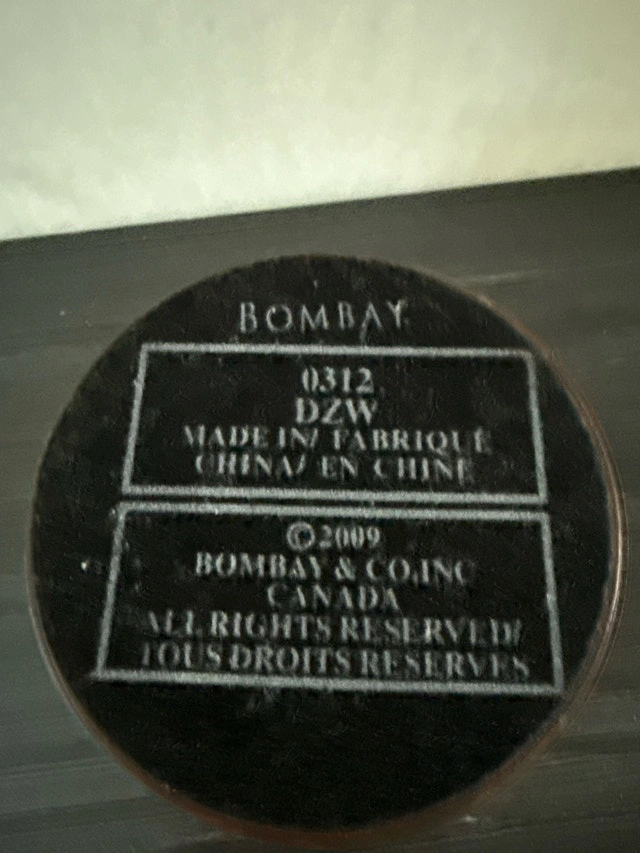 BOMBAY
0312
DZW
MADE IN/ FABRIQUÉ
CHINA/ EN CHINE
©2009
BOMBAY & CO,INC
CANADA
ALL RIGHTS RESERVED/
TOUS DROITS RESERVES